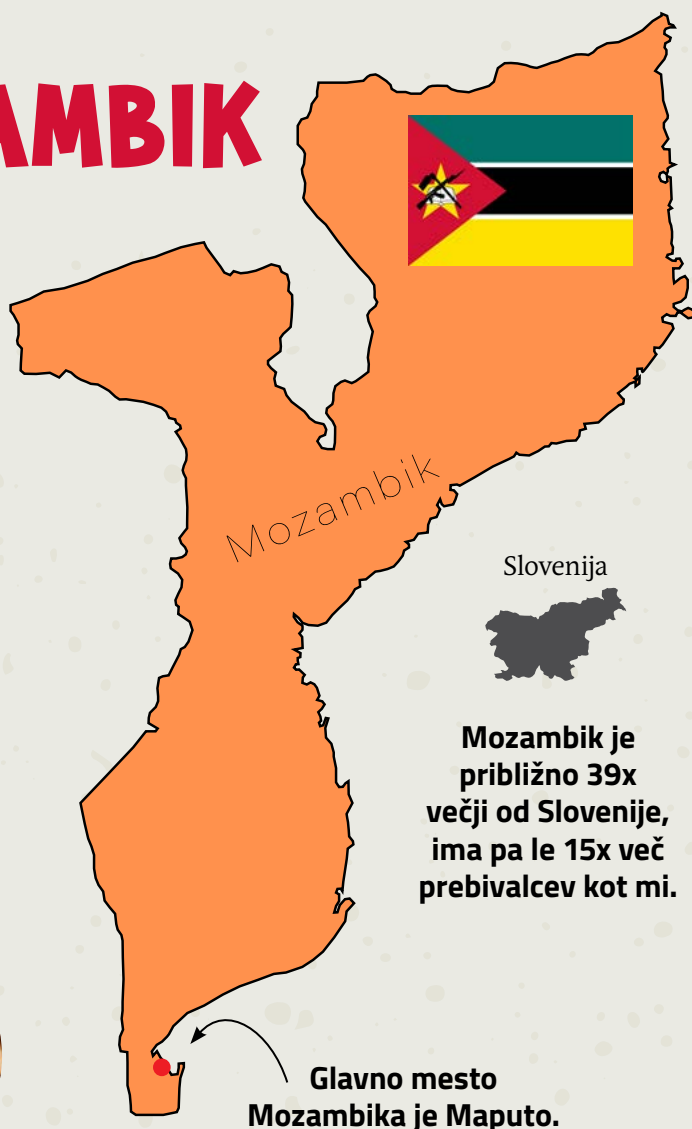 AMBIK
Mozambik
Slovenija
Mozambik je
približno 39x
večji od Slovenije,
ima pa le 15x več
prebivalcev kot mi.
Glavno mesto
Mozambika je Maputo.